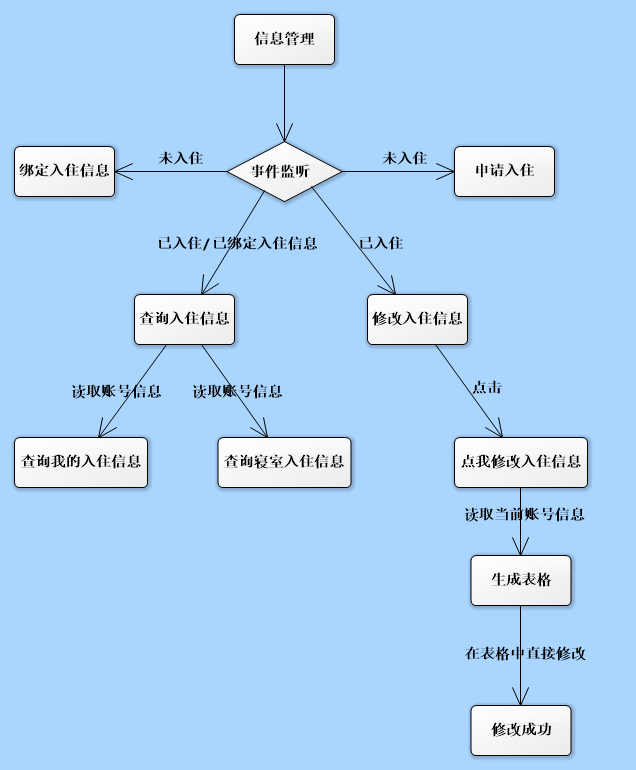 信息管理
未入住
未入住
绑定入住信息
事件监听
申请入住
已入住/已绑定入住信息
已入住
查询入住信息
修改入住信息
读取账号信息
读取账号信息
点击
查询我的入住信息
查询寝室入住信息
点我修改入住信息
读取当前账号信息
生成表格
在表格中直接修改
修改成功